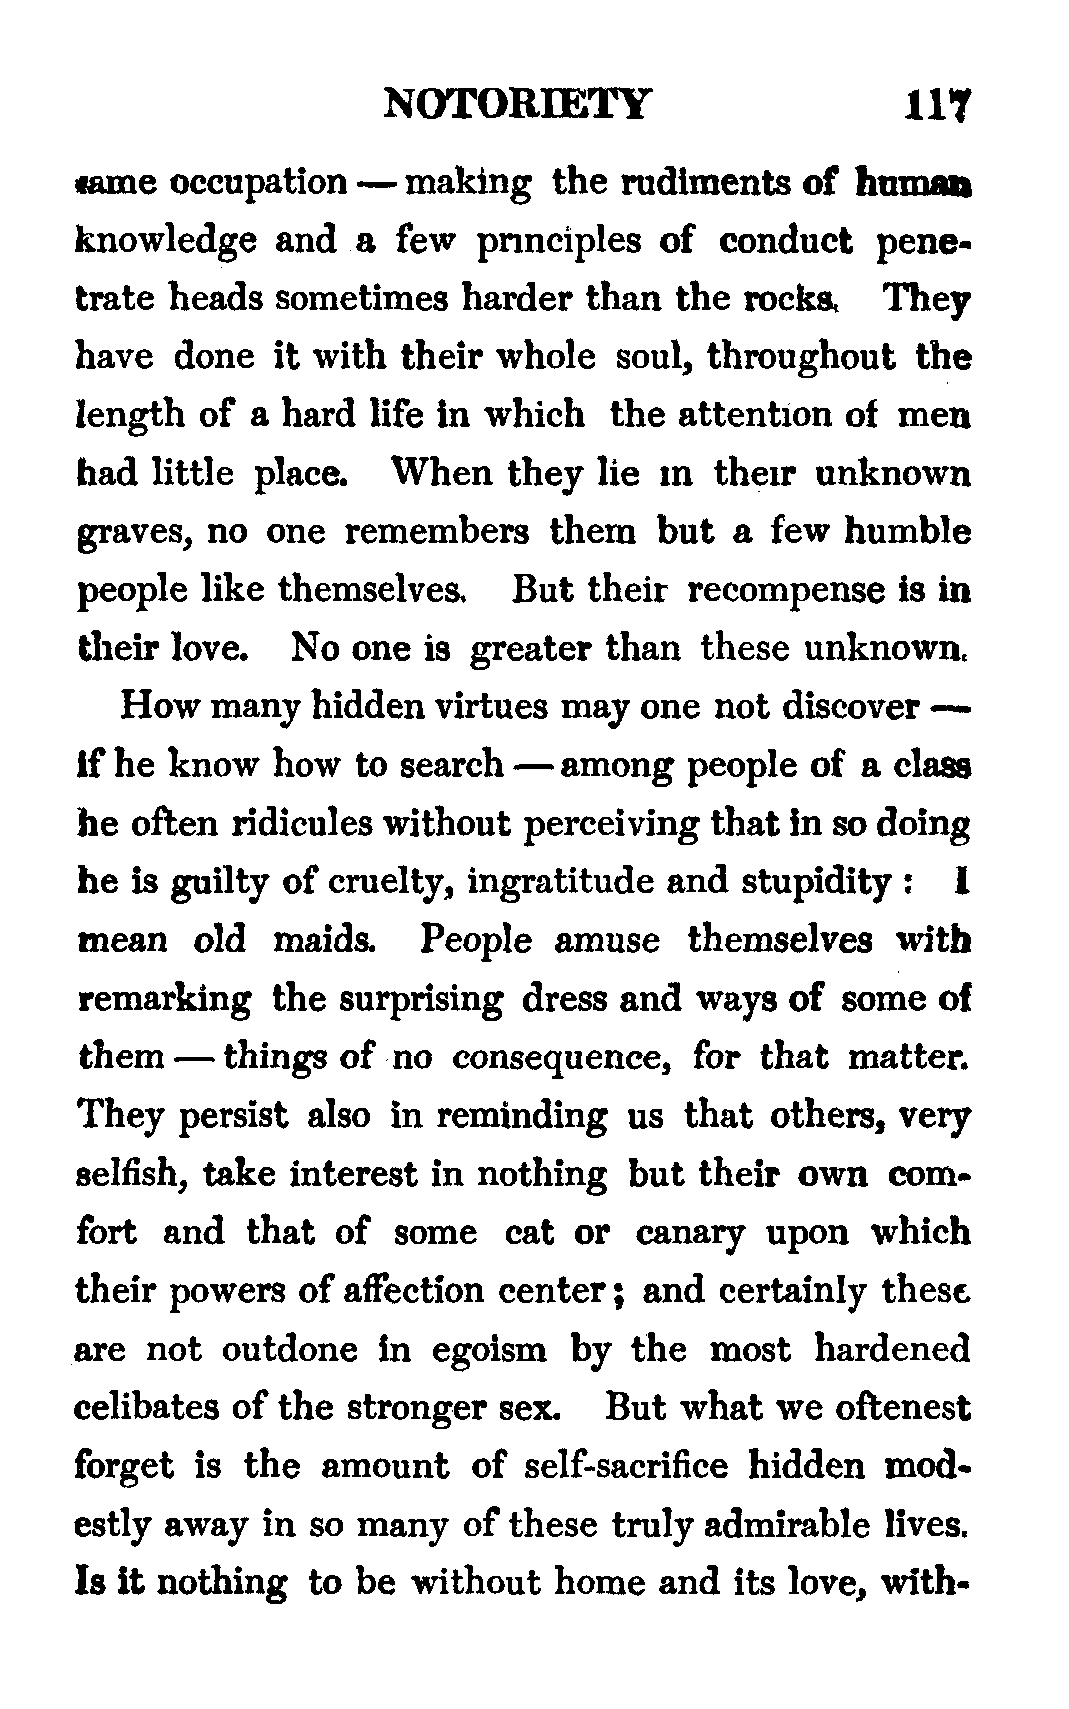 NOTORIETY 117
same occupation — making the rudiments of human
knowledge and a few principles of conduct pene-
trate heads sometimes harder than the rocks. They
have done it with their whole soul, throughout the
length of a hard life in which the attention of men
had little place. When they lie in their unknown
graves, no one remembers them but a few humble
people like themselves. But their recompense is in
their love. No one is greater than these unknown.
How many hidden virtues may one not discover —
if he know how to search — among people of a class
he often ridicules without perceiving that in so doing
he is guilty of cruelty, ingratitude and stupidity : I
mean old maids. People amuse themselves with
remarking the surprising dress and ways of some of
them — things of no consequence, for that matter.
They persist also in reminding us that others, very
selfish, take interest in nothing but their own com-
fort and that of some cat or canary upon which
their powers of affection center ; and certainly these
are not outdone in egoism by the most hardened
celibates of the stronger sex. But what we oftenest
forget is the amount of self-sacrifice hidden mod-
estly away in so many of these truly admirable lives.
Is it nothing to be without home and its love, with-